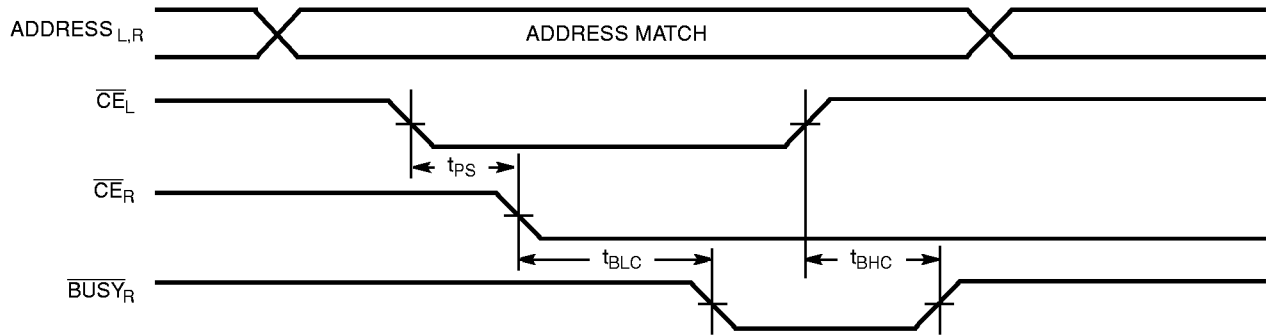 ADDRESS L,R
ADDRESS MATCH
CE L
tPS
CE R
tBLC
tBHC
BUSY R